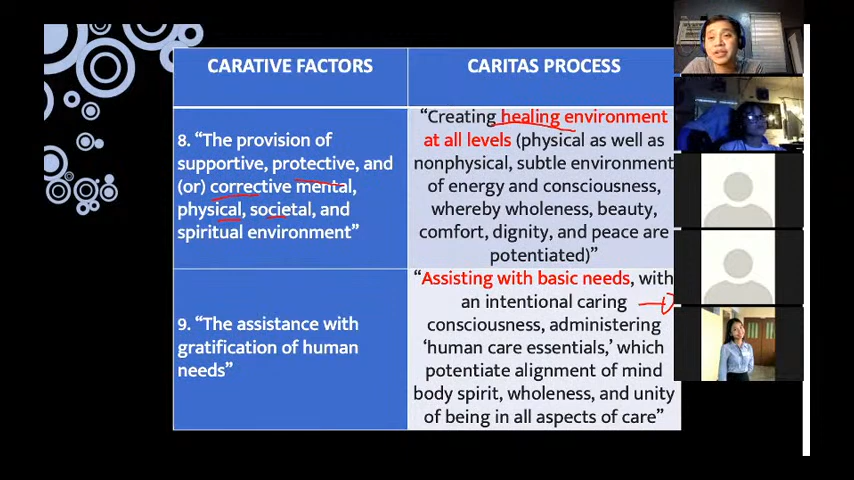 CARATIVE FACTORS
CARITAS PROCESS
8. “The provision of
supportive, protective, and
(or) corrective mental,
physical, societal, and
spiritual environment”
“Creating healing environment
at all levels (physical as well as
nonphysical, subtle environment
of energy and consciousness,
whereby wholeness, beauty,
comfort, dignity, and peace are
potentiated)”
9. “The assistance with
gratification of human
needs”
“Assisting with basic needs, with
an intentional caring
consciousness, administering
‘human care essentials,’ which
potentiate alignment of mind
body spirit, wholeness, and unity
of being in all aspects of care”